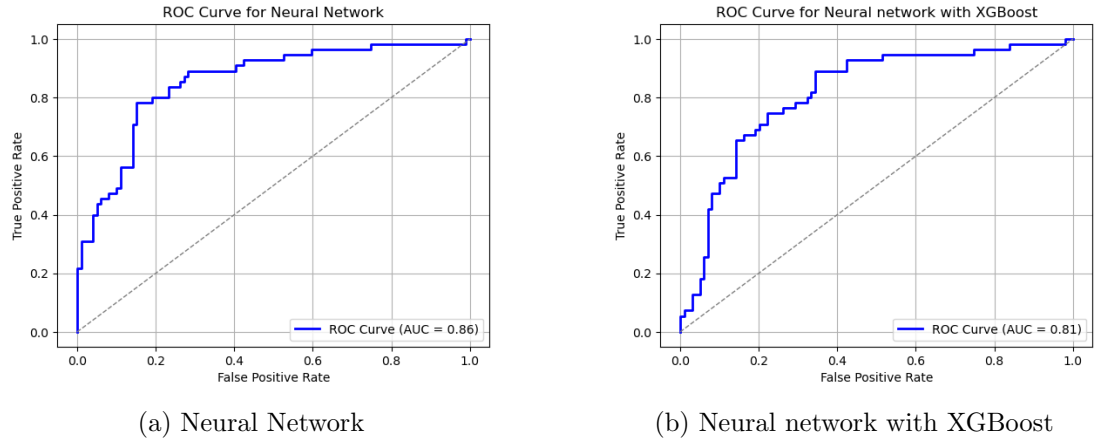 ROC Curve for Neural Network
1.0
0.8
0.6
0.4
0.2
0.0
True Positive Rate
0.0 0.2 0.4 0.6 0.8 1.0
False Positive Rate
ROC Curve (AUC = 0.86)
(a) Neural Network
ROC Curve for Neural network with XGBoost
1.0
0.8
0.6
0.4
0.2
0.0
True Positive Rate
0.0 0.2 0.4 0.6 0.8 1.0
False Positive Rate
ROC Curve (AUC = 0.81)
(b) Neural network with XGBoost